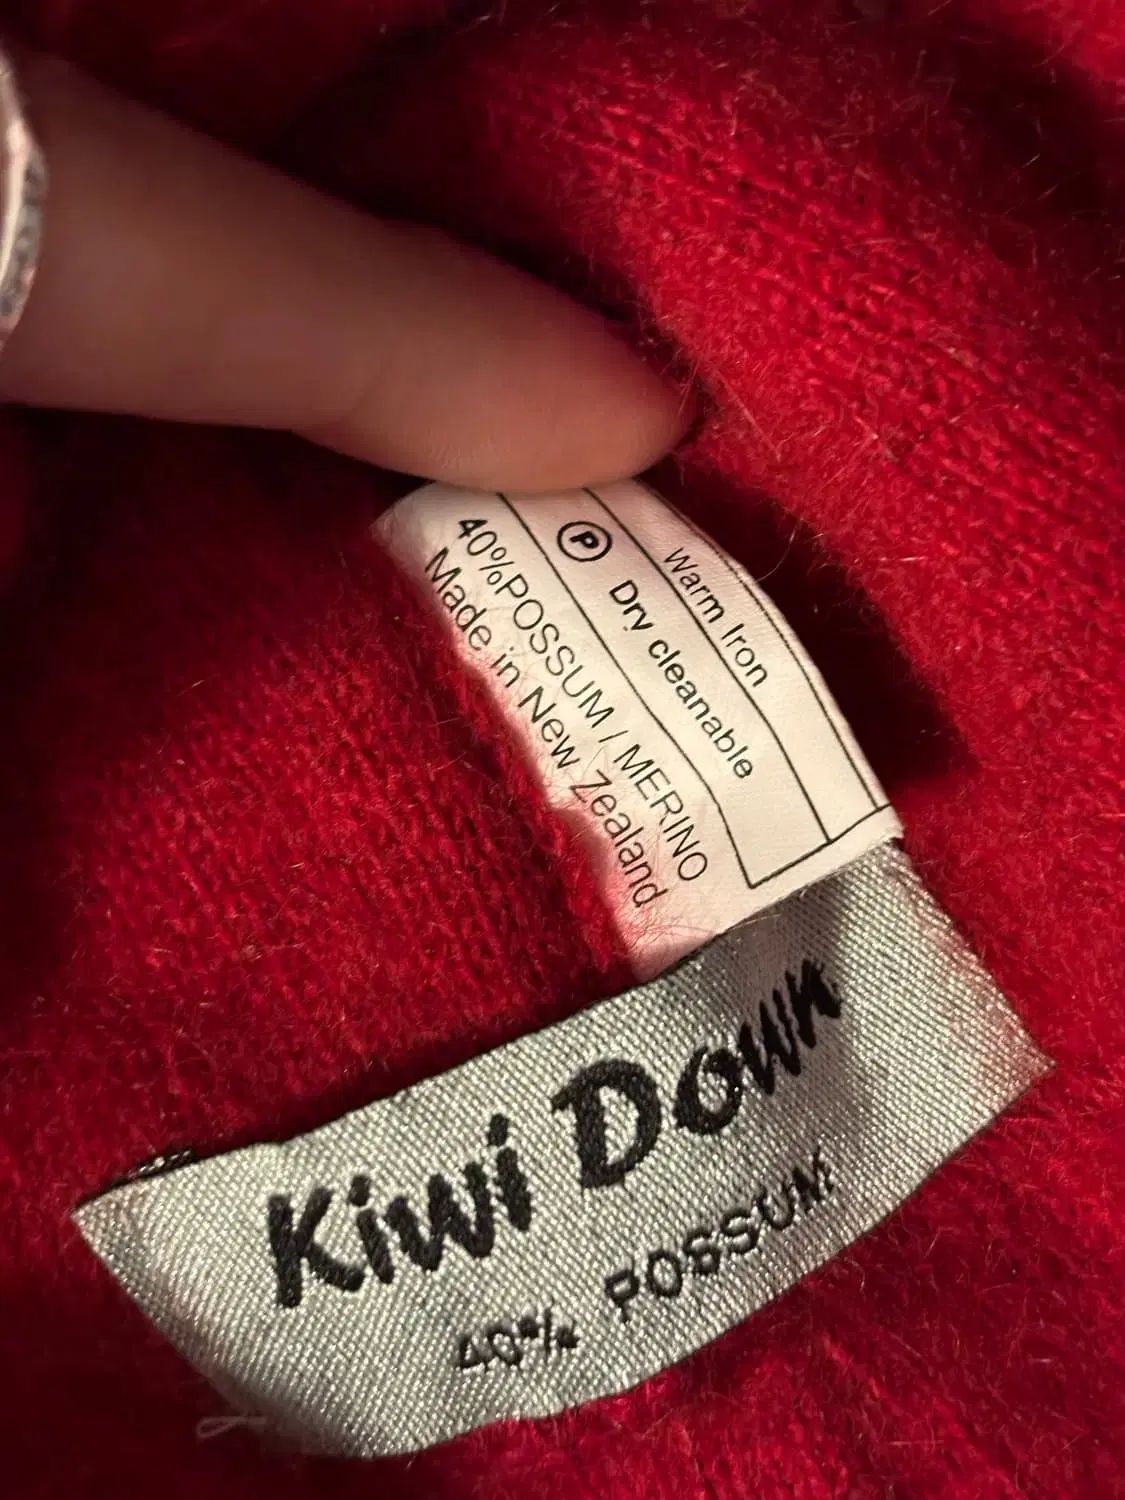 Warm Iron
P Dry cleanable
40%POSSUM / MERINO
Made in New Zealand
Kiwi Down
40% POSSUM